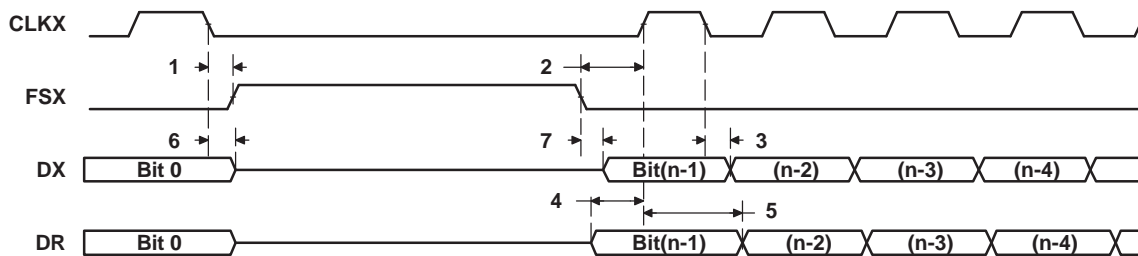 CLKX
1 2
FSX
6 7 3
DX Bit 0 Bit(n-1) (n-2) (n-3) (n-4)
4 5
DR Bit 0 Bit(n-1) (n-2) (n-3) (n-4)